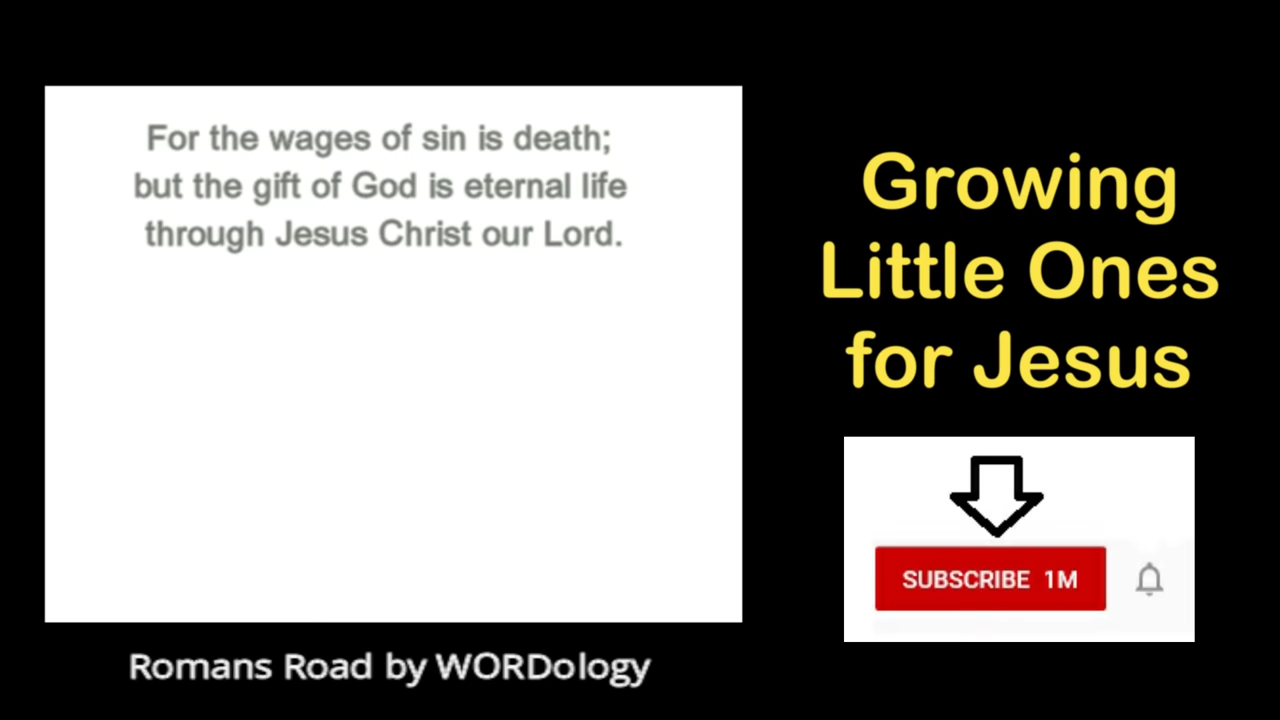 For the wages of sin is death;
but the gift of God is eternal life
through Jesus Christ our Lord.
Romans Road by WORDology
Growing
Little Ones
for Jesus
SUBSCRIBE 1M